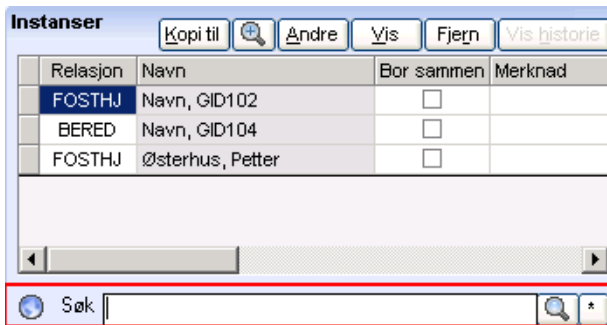 Instanser
Kopi til Andre Vis Fjern Vis historie
Relasjon Navn Bor sammen Merknad
FOSTHJ Navn, GID102
BERED Navn, GID104
FOSTHJ Østerhus, Petter
Søk *